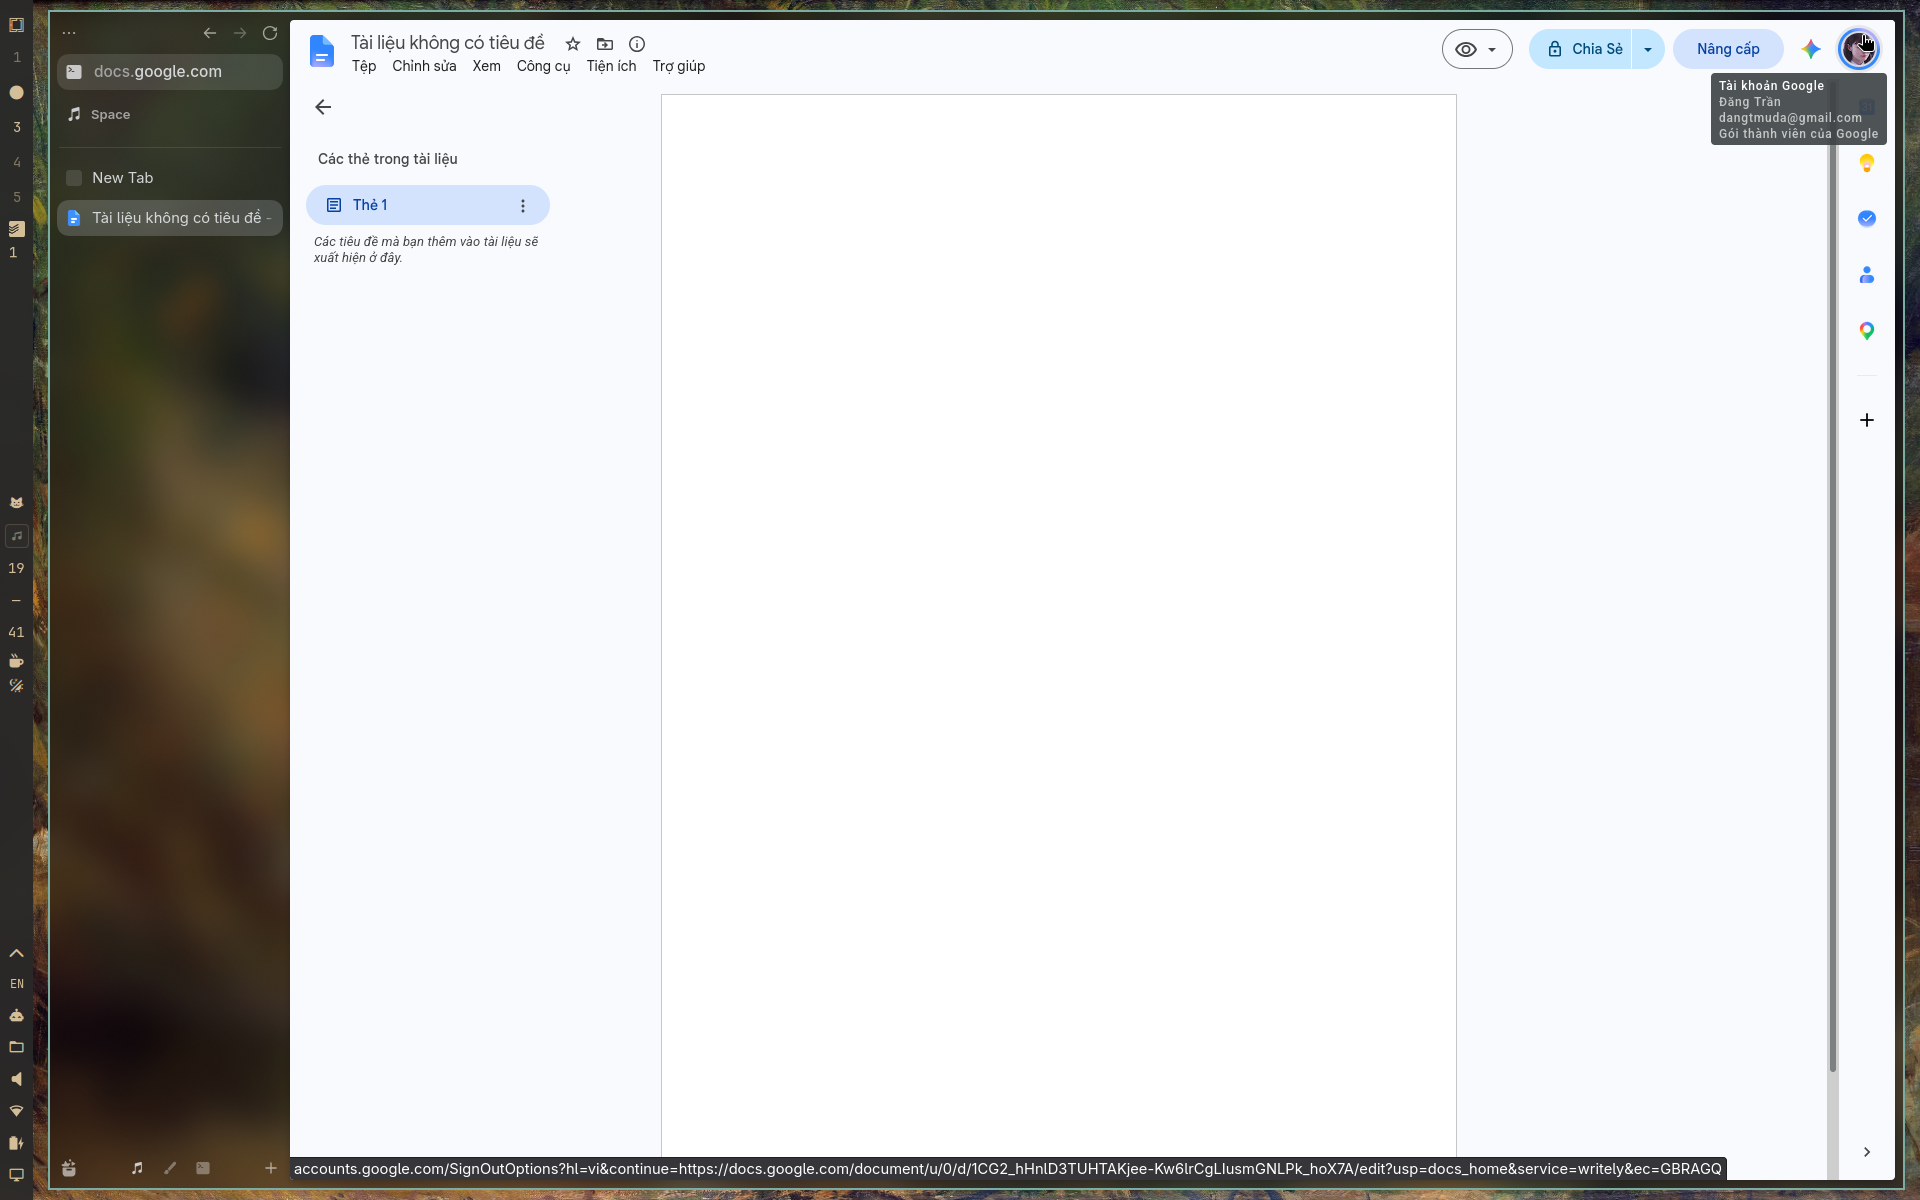 1
3
4
5
1
19
41
EN
docs.google.com
Space
New Tab
Tài liệu không có tiêu đề -
Tài liệu không có tiêu đề
Tệp Chỉnh sửa Xem Công cụ Tiện ích Trợ giúp
Chia Sẻ
Nâng cấp
Tài khoản Google
Đăng Trần
dangtmuda@gmail.com
Gói thành viên của Google
Các thẻ trong tài liệu
Thẻ 1
Các tiêu đề mà bạn thêm vào tài liệu sẽ
xuất hiện ở đây.
accounts.google.com/SignOutOptions?hl=vi&continue=https://docs.google.com/document/u/0/d/1CG2_hHnlD3TUHTAKjee-Kw6lrCgLIusmGNLPk_hoX7A/edit?usp=docs_home&service=writely&ec=GBRAGQ